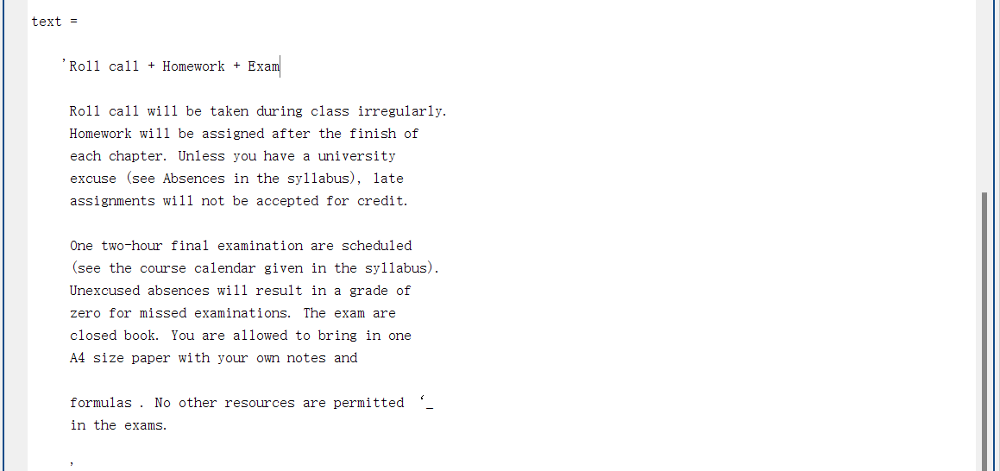 text =
'Roll call + Homework + Exam
Roll call will be taken during class irregularly.
Homework will be assigned after the finish of
each chapter. Unless you have a university
excuse (see Absences in the syllabus), late
assignments will not be accepted for credit.
One two-hour final examination are scheduled
(see the course calendar given in the syllabus).
Unexcused absences will result in a grade of
zero for missed examinations. The exam are
closed book. You are allowed to bring in one
A4 size paper with your own notes and
formulas . No other resources are permitted ‘_
in the exams.
'